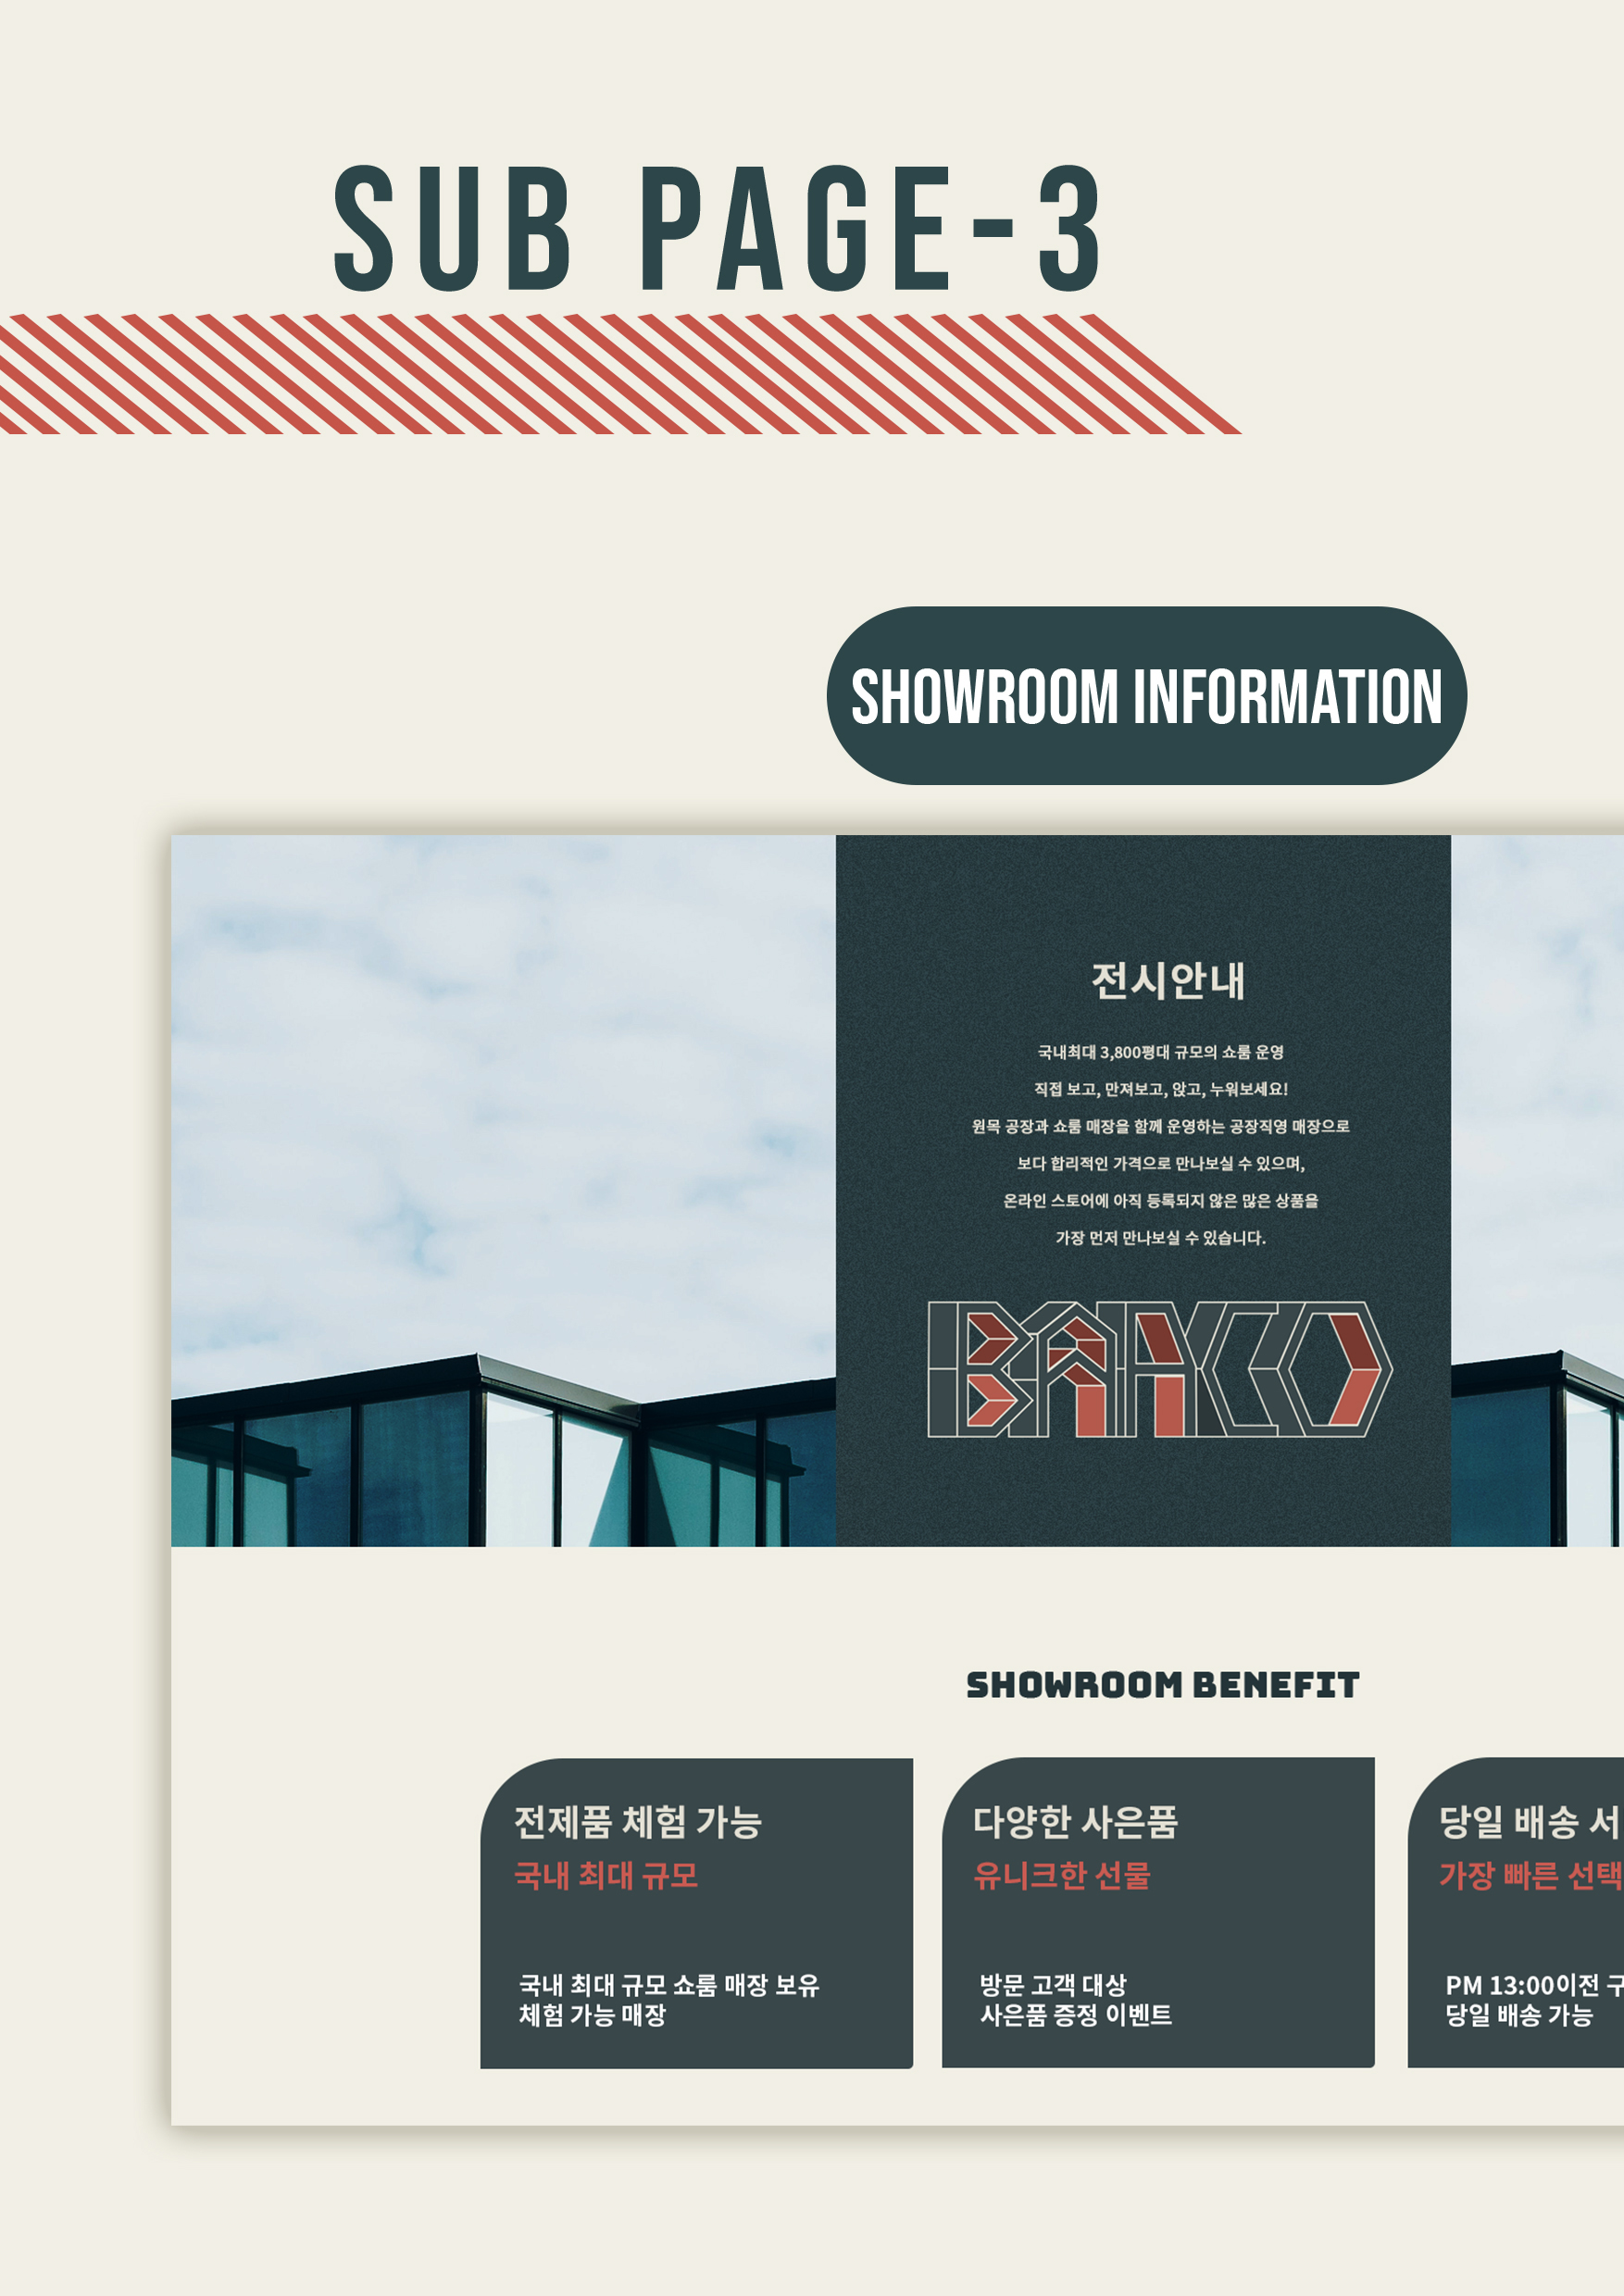 SUB PAGE-3
SHOWROOM INFORMATION
전시안내
국내최대 3,800평대 규모의 쇼룸 운영
직접 보고, 만져보고, 앉고, 누워보세요!
원목 공장과 쇼룸 매장을 함께 운영하는 공장직영 매장으로
보다 합리적인 가격으로 만나보실 수 있으며,
온라인 스토어에 아직 등록되지 않은 많은 상품을
가장 먼저 만나보실 수 있습니다.
SHOWROOM BENEFIT
전제품 체험 가능
국내 최대 규모
국내 최대 규모 쇼룸 매장 보유
체험 가능 매장
다양한 사은품
유니크한 선물
방문 고객 대상
사은품 증정 이벤트
당일 배송 서
가장 빠른 선택
PM 13:00이전 구
당일 배송 가능